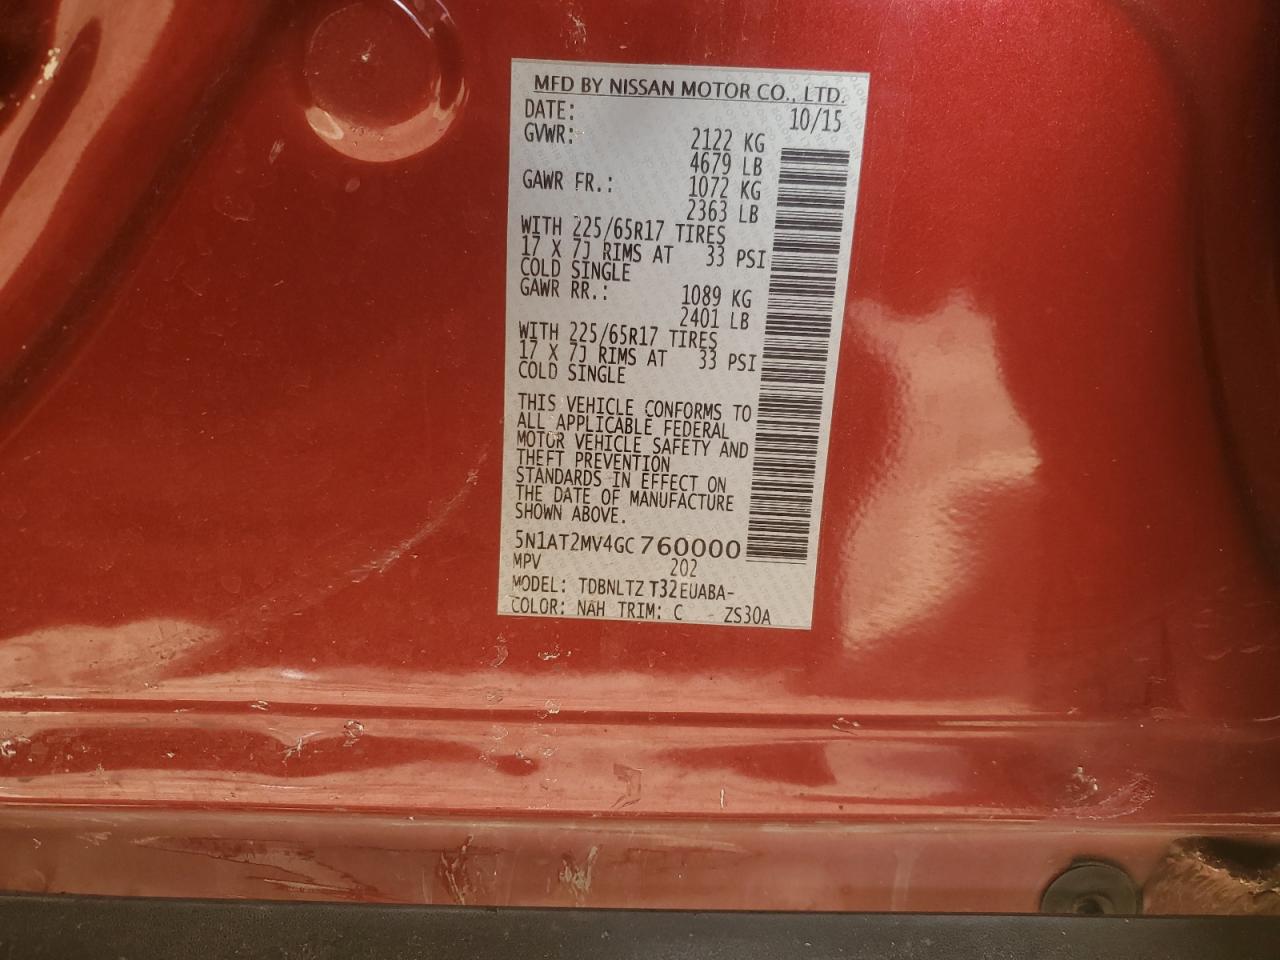 MFD BY NISSAN MOTOR CO., LTD.
DATE: 10/15
GVWR: 2122 KG
4679 LB
GAWR FR.: 1072 KG
2363 LB
WITH 225/65R17 TIRES
17 X 7J RIMS AT 33 PSI
COLD SINGLE
GAWR RR.: 1089 KG
2401 LB
WITH 225/65R17 TIRES
17 X 7J RIMS AT 33 PSI
COLD SINGLE
THIS VEHICLE CONFORMS TO
ALL APPLICABLE FEDERAL
MOTOR VEHICLE SAFETY AND
THEFT PREVENTION
STANDARDS IN EFFECT ON
THE DATE OF MANUFACTURE
SHOWN ABOVE.
5N1AT2MV4GC760000
MPV 202
MODEL: TDBNLTZ T32EUABA-
COLOR: NAH TRIM: C ZS30A